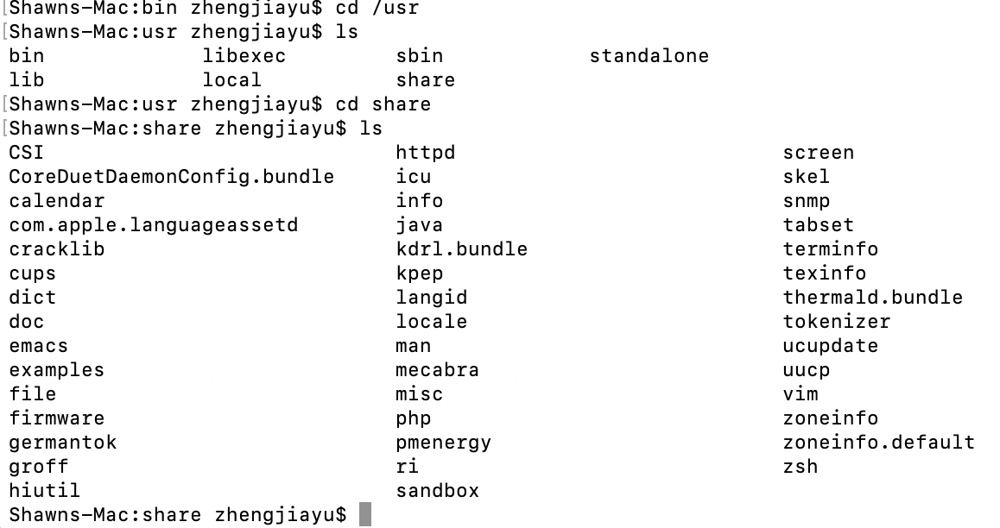 [Shawns-Mac:bin zhengjiayu$ cd /usr
[Shawns-Mac:usr zhengjiayu$ ls
bin libexec sbin standalone
lib local share
[Shawns-Mac:usr zhengjiayu$ cd share
[Shawns-Mac:share zhengjiayu$ ls
CSI httpd screen
CoreDuetDaemonConfig.bundle icu skel
calendar info snmp
com.apple.languageassetd java tabset
cracklib kdrl.bundle terminfo
cups kpep texinfo
dict langid thermald.bundle
doc locale tokenizer
emacs man ucupdate
examples mecabra uucp
file misc vim
firmware php zoneinfo
germantok pmenergy zoneinfo.default
groff ri zsh
hiutil sandbox
Shawns-Mac:share zhengjiayu$